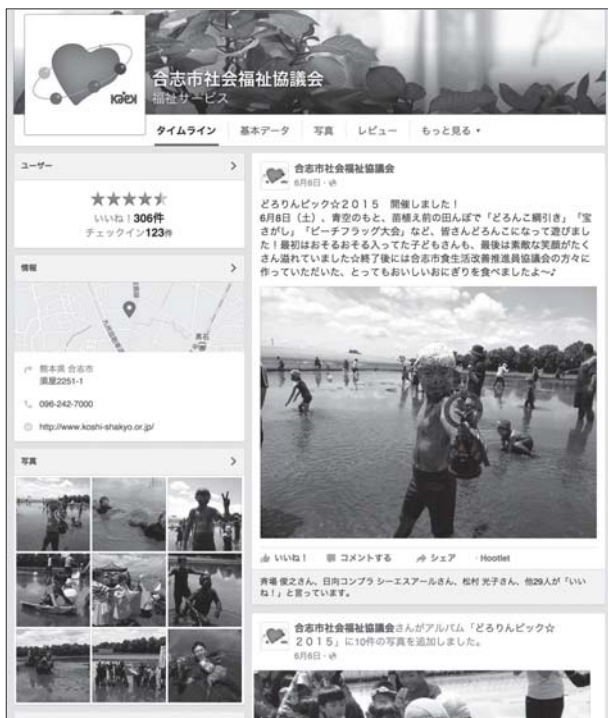 KāēK
合志市社会福祉協議会
福祉サービス
タイムライン 基本データ 写真 レビュー もっと見る
ユーザー
いいね！306件
チェックイン123件
情報
熊本県 合志市
須屋2251-1
096-242-7000
http://www.koshi-shakyo.or.jp/
写真
合志市社会福祉協議会
6月6日
どろりんピック☆２０１５ 開催しました！
6月8日（土）、青空のもと、苗植え前の田んぼで「どろんこ綱引き」「宝
さがし」「ビーチフラッグ大会」など、皆さんどろんこになって遊びまし
た！最初はおそるおそる入ってた子どもさんも、最後は素敵な笑顔がたく
さん溢れていました☆終了後には合志市食生活改善推進員協議会の方々に
作っていただいた、とってもおいしいおにぎりを食べましたよ〜♪
いいね！ コメントする シェア · Hootlet
斉場 俊之さん、日向コンプラ シーエスアールさん、松村 光子さん、他29人が「いい
ね！」と言っています。
合志市社会福祉協議会さんがアルバム「どろりんピック☆
２０１５」に10件の写真を追加しました。
6月6日